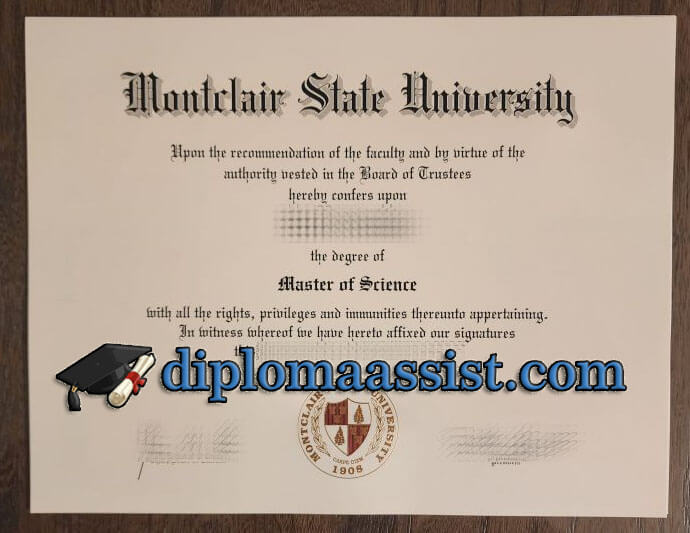 Montclair State University
Upon the recommendation of the faculty and by virtue of the
authority vested in the Board of Trustees
hereby confers upon
the degree of
Master of Science
with all the rights, privileges and immunities thereunto appertaining.
In witness whereof we have hereto affixed our signatures
diplomaassist.com
MONTCLAIR UNIVERSITY
CARPE DIEM
1908